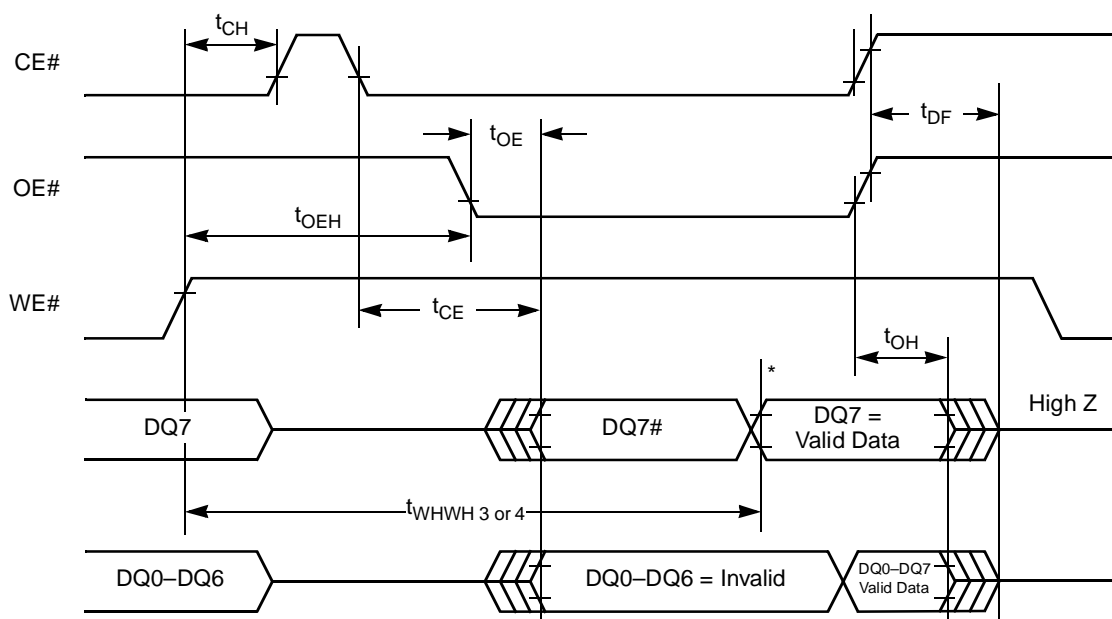 tCH
CE#
tDF
tOE
OE#
tOEH
WE#
tCE
tOH
*
High Z
DQ7
DQ7#
DQ7 =
Valid Data
tWHWH 3 or 4
DQ0–DQ6
DQ0–DQ6 = Invalid
DQ0–DQ7
Valid Data